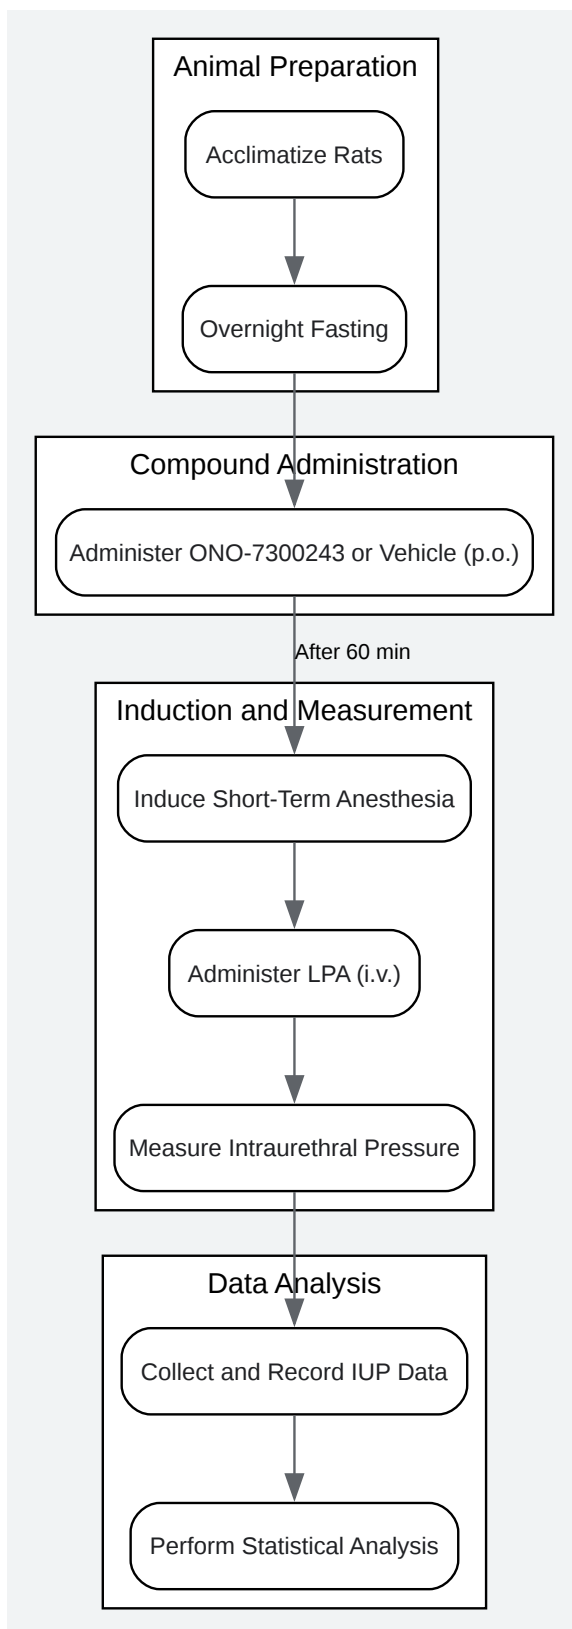 Animal Preparation
Acclimatize Rats
Overnight Fasting
Compound Administration
Administer ONO-7300243 or Vehicle (p.o.)
After 60 min
Induction and Measurement
Induce Short-Term Anesthesia
Administer LPA (i.v.)
Measure Intraurethral Pressure
Data Analysis
Collect and Record IUP Data
Perform Statistical Analysis